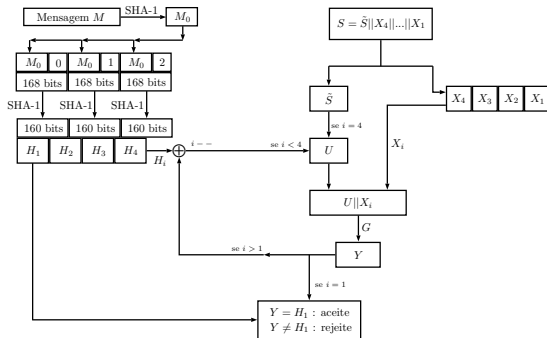 Mensagem M
SHA-1
M₀
S = S̃||X₄||...||X₁
M₀ 0 M₀ 1 M₀ 2
168 bits 168 bits 168 bits
SHA-1 SHA-1 SHA-1
160 bits 160 bits 160 bits
H₁ H₂ H₃ H₄
Hᵢ
i − −
se i < 4
S̃
se i = 4
U
X₄ X₃ X₂ X₁
Xᵢ
U||Xᵢ
G
Y
se i > 1
se i = 1
Y = H₁ : aceite
Y ≠ H₁ : rejeite